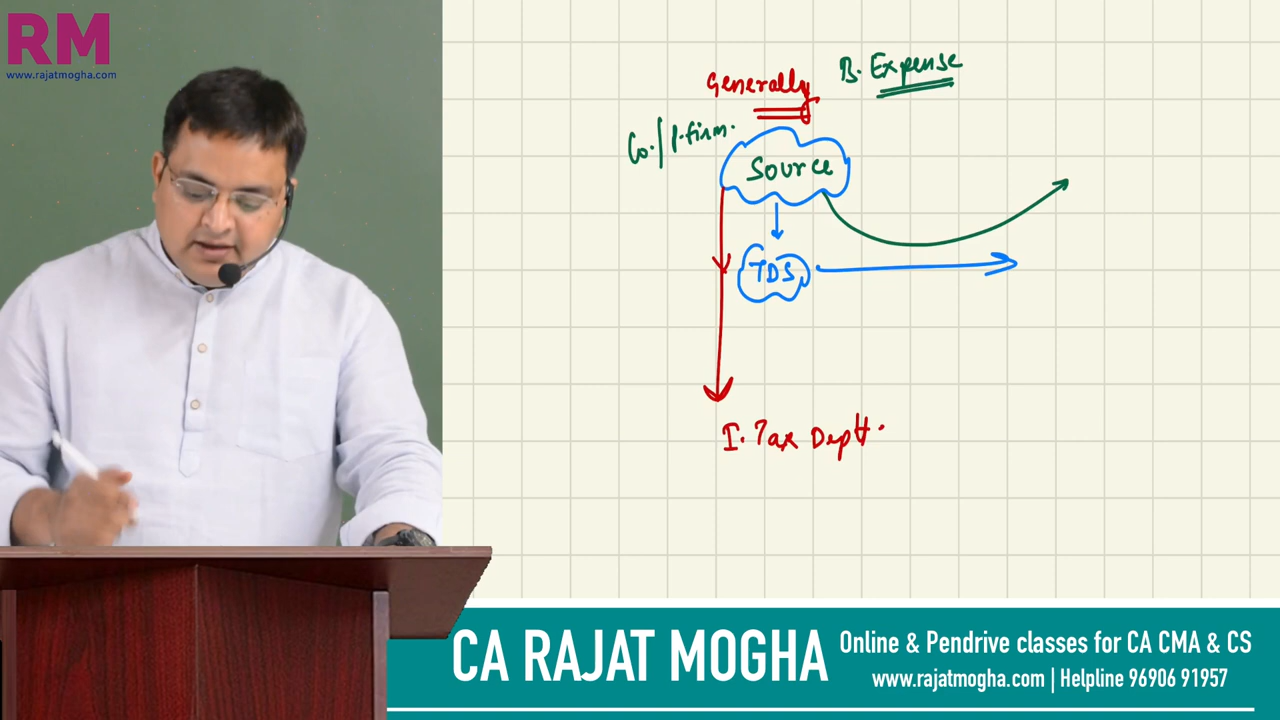 RM
www.rajatmogha.com
Generally
B. Expense
Co./P.firm.
Source
TDS
I. Tax Deptt.
CA RAJAT MOGHA
Online & Pendrive classes for CA CMA & CS
www.rajatmogha.com | Helpline 96906 91957